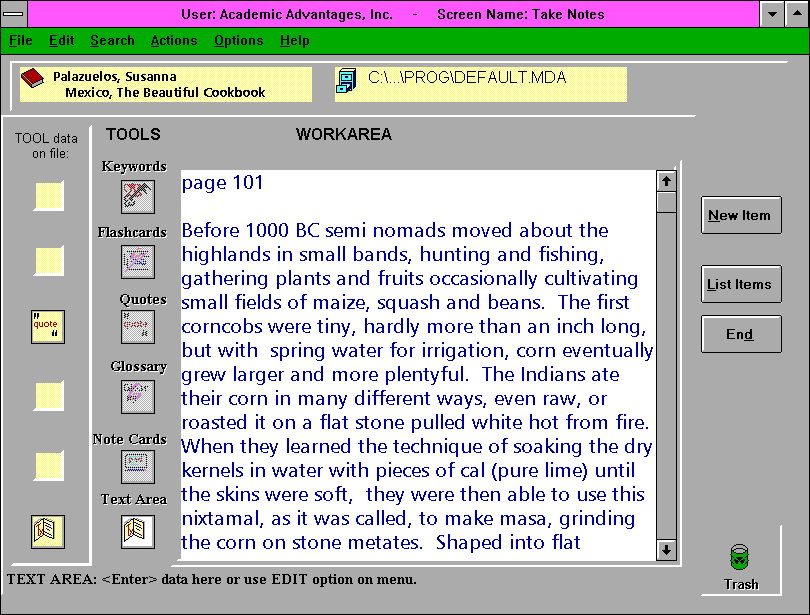 User: Academic Advantages, Inc.   -   Screen Name: Take Notes
File Edit Search Actions Options Help
Palazuelos, Susanna
Mexico, The Beautiful Cookbook
C:\...\PROG\DEFAULT.MDA
TOOL data
on file:
TOOLS
WORKAREA
Keywords
Flashcards
Quotes
"quote"
"quote"
Glossary
Note Cards
Text Area
page 101
Before 1000 BC semi nomads moved about the
highlands in small bands, hunting and fishing,
gathering plants and fruits occasionally cultivating
small fields of maize, squash and beans.  The first
corncobs were tiny, hardly more than an inch long,
but with  spring water for irrigation, corn eventually
grew larger and more plentyful.  The Indians ate
their corn in many different ways, even raw, or
roasted it on a flat stone pulled white hot from fire.
When they learned the technique of soaking the dry
kernels in water with pieces of cal (pure lime) until
the skins were soft,  they were then able to use this
nixtamal, as it was called, to make masa, grinding
the corn on stone metates.  Shaped into flat
New Item
List Items
End
Trash
TEXT AREA: <Enter> data here or use EDIT option on menu.